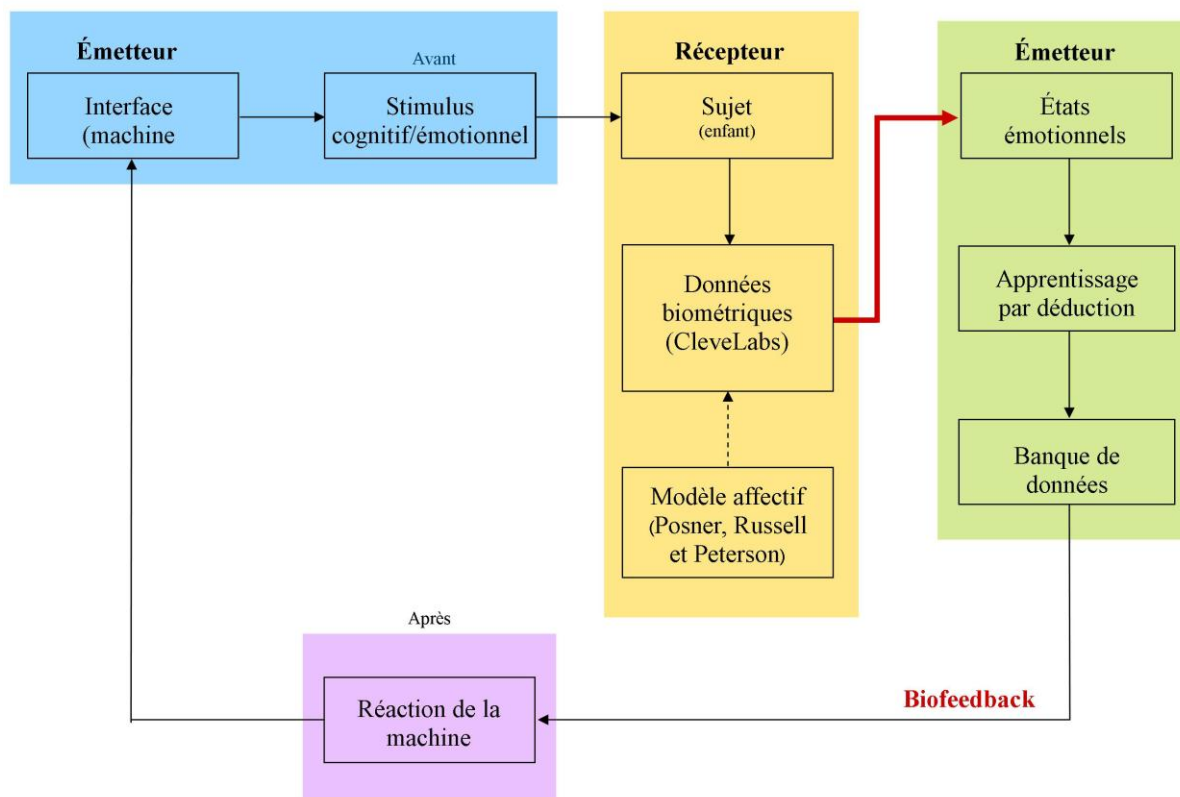 Émetteur
Avant
Interface
(machine
Stimulus
cognitif/émotionnel
Récepteur
Sujet
(enfant)
Données
biométriques
(CleveLabs)
Modèle affectif
(Posner, Russell
et Peterson)
Émetteur
États
émotionnels
Apprentissage
par déduction
Banque de
données
Biofeedback
Après
Réaction de la
machine